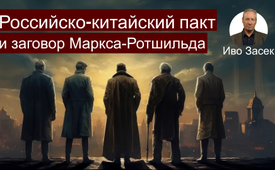 Российско-китайский пакт
и заговор Маркса-Ротшильда
Иво Засек